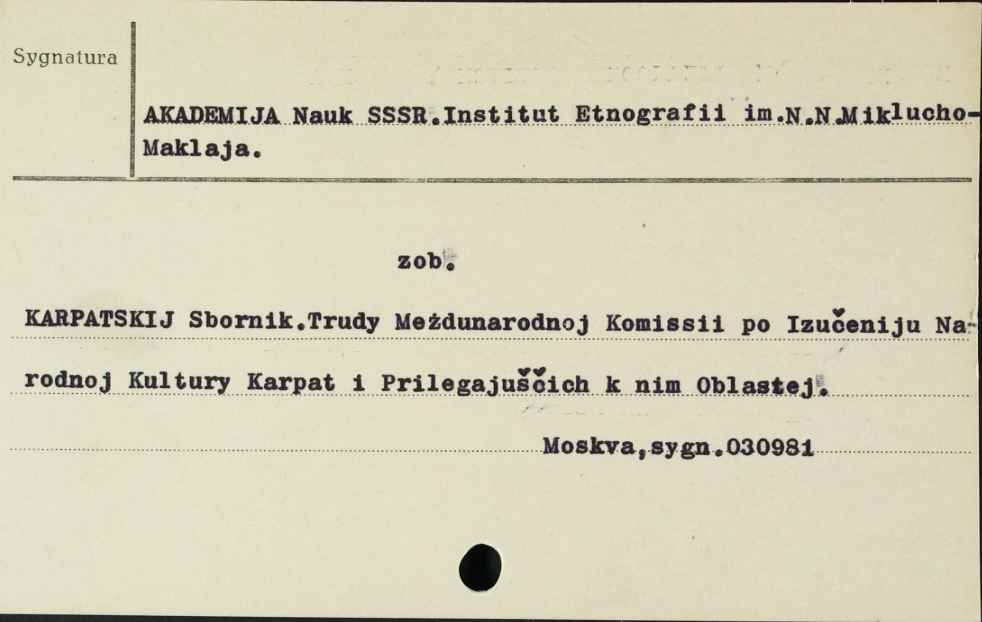 Sygnatura
AKADEMIJA Nauk SSSR.Institut Etnografii im.N.N.Miklucho-
Maklaja.
zob.
KARPATSKIJ Sbornik.Trudy Meżdunarodnoj Komissii po Izučeniju Na-
rodnoj Kultury Karpat i Prilegajuščich k nim Oblastej.
Moskva,sygn.030981